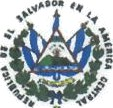 REPUBLICA DE EL SALVADOR EN LA AMERICA CENTRAL